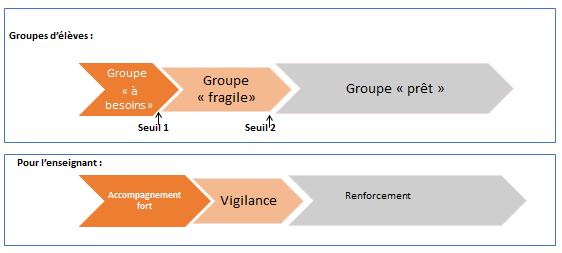 Groupes d'élèves :
Groupe
« à
besoins »
Groupe
« fragile»
Groupe « prêt »
Seuil 1
Seuil 2
Pour l'enseignant :
Accompagnement
fort
Vigilance
Renforcement